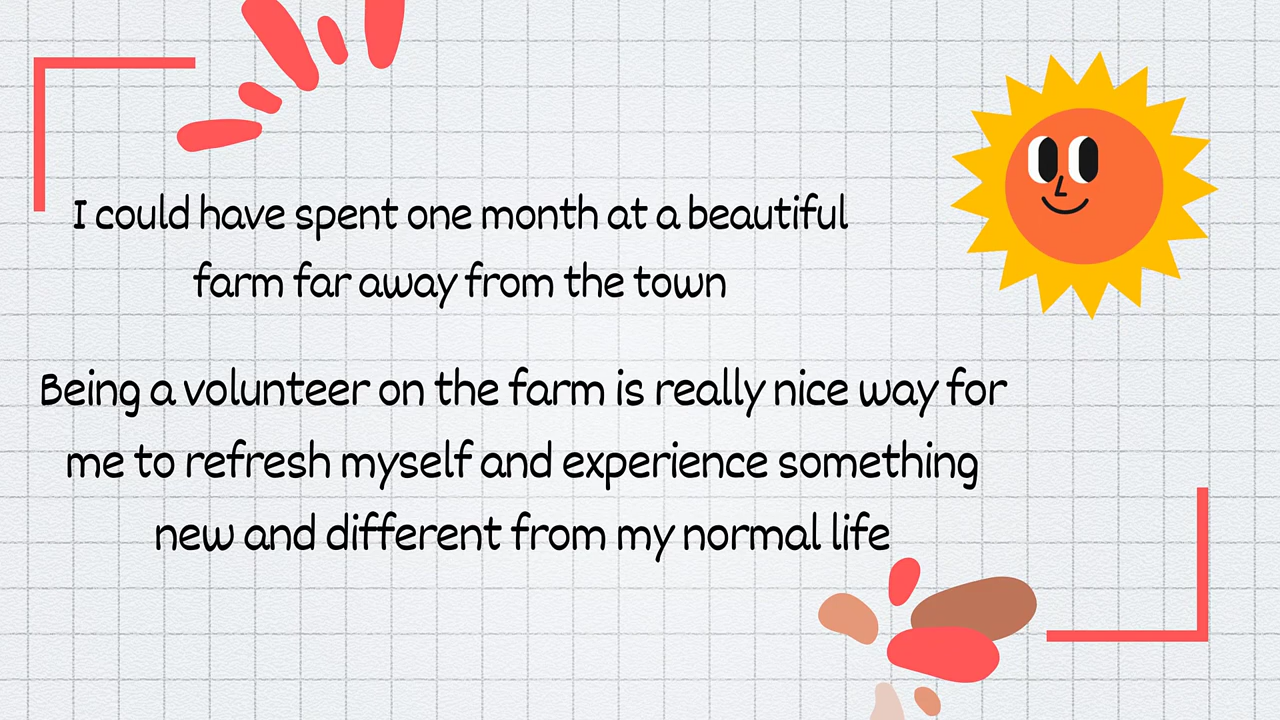 I could have spent one month at a beautiful
farm far away from the town
Being a volunteer on the farm is really nice way for
me to refresh myself and experience something
new and different from my normal life